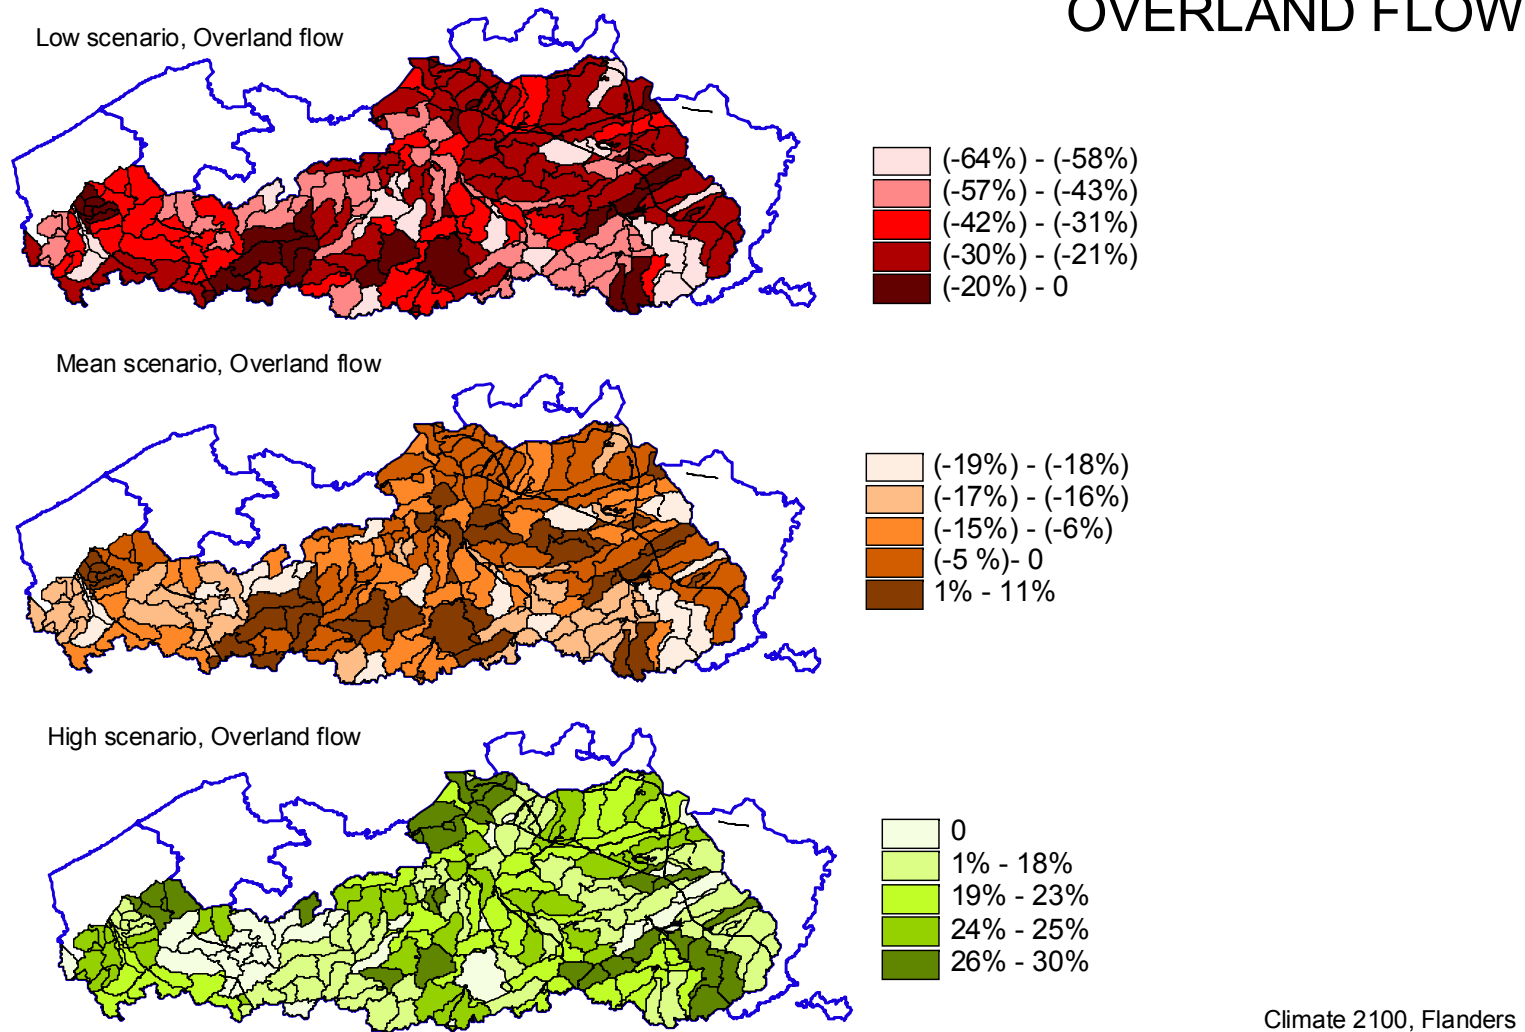 OVERLAND FLOW
Low scenario, Overland flow
(-64%) - (-58%)
(-57%) - (-43%)
(-42%) - (-31%)
(-30%) - (-21%)
(-20%) - 0
Mean scenario, Overland flow
(-19%) - (-18%)
(-17%) - (-16%)
(-15%) - (-6%)
(-5 %)- 0
1% - 11%
High scenario, Overland flow
0
1% - 18%
19% - 23%
24% - 25%
26% - 30%
Climate 2100, Flanders